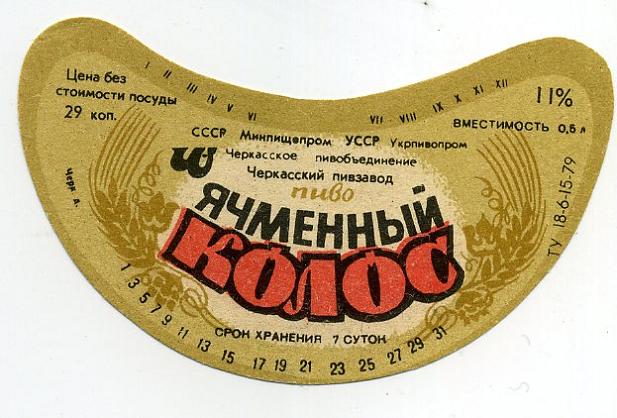 I II III IV V VI VII VIII IX X XI XII
Цена без
стоимости посуды
29 коп.
11%
ВМЕСТИМОСТЬ 0,5 л
СССР Минпищепром УССР Укрпивопром
Черкасское пивобъединение
Черкасский пивзавод
пиво
ЯЧМЕННЫЙ
КОЛОС
СРОК ХРАНЕНИЯ 7 СУТОК
1 3 5 7 9 11 13 15 17 19 21 23 25 27 29 31
ТУ 18-6-15-79